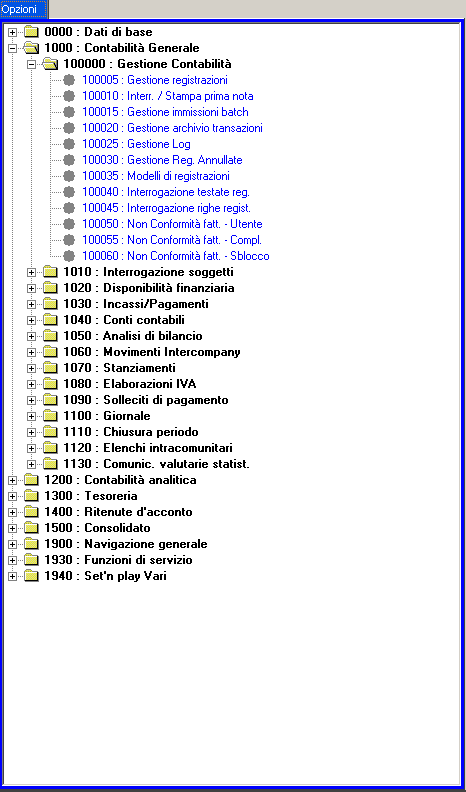 Opzioni
0000 : Dati di base
1000 : Contabilità Generale
100000 : Gestione Contabilità
100005 : Gestione registrazioni
100010 : Interr. / Stampa prima nota
100015 : Gestione immissioni batch
100020 : Gestione archivio transazioni
100025 : Gestione Log
100030 : Gestione Reg. Annullate
100035 : Modelli di registrazioni
100040 : Interrogazione testate reg.
100045 : Interrogazione righe regist.
100050 : Non Conformità fatt. - Utente
100055 : Non Conformità fatt. - Compl.
100060 : Non Conformità fatt. - Sblocco
1010 : Interrogazione soggetti
1020 : Disponibilità finanziaria
1030 : Incassi/Pagamenti
1040 : Conti contabili
1050 : Analisi di bilancio
1060 : Movimenti Intercompany
1070 : Stanziamenti
1080 : Elaborazioni IVA
1090 : Solleciti di pagamento
1100 : Giornale
1110 : Chiusura periodo
1120 : Elenchi intracomunitari
1130 : Comunic. valutarie statist.
1200 : Contabilità analitica
1300 : Tesoreria
1400 : Ritenute d'acconto
1500 : Consolidato
1900 : Navigazione generale
1930 : Funzioni di servizio
1940 : Set'n play Vari